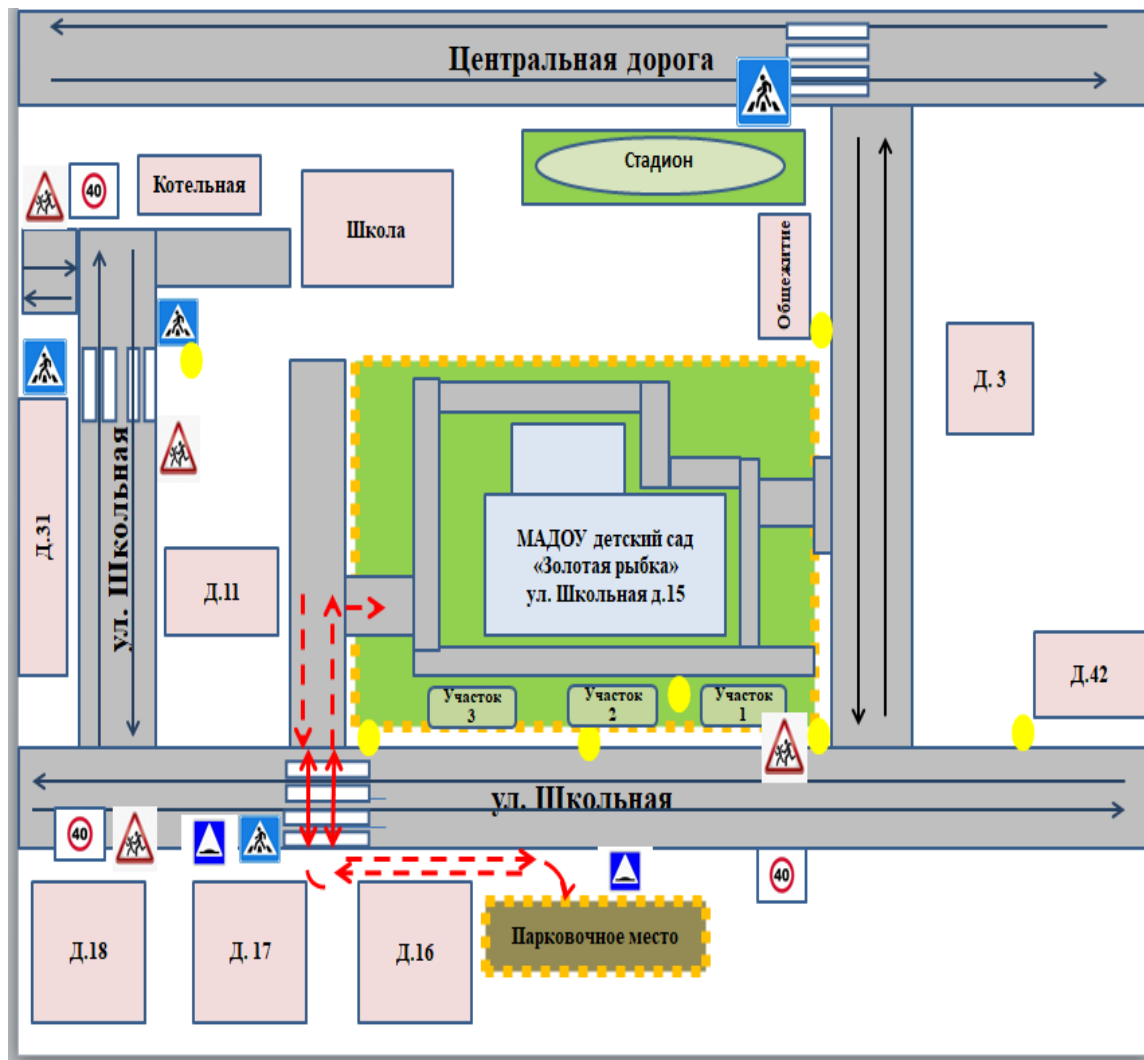 Центральная дорога
Стадион
40
Котельная
Школа
Общежитие
Д. 3
Д.31
ул. Школьная
Д.11
МАДОУ детский сад
«Золотая рыбка»
ул. Школьная д.15
Д.42
Участок
3
Участок
2
Участок
1
ул. Школьная
40
40
Д.18
Д. 17
Д.16
Парковочное место